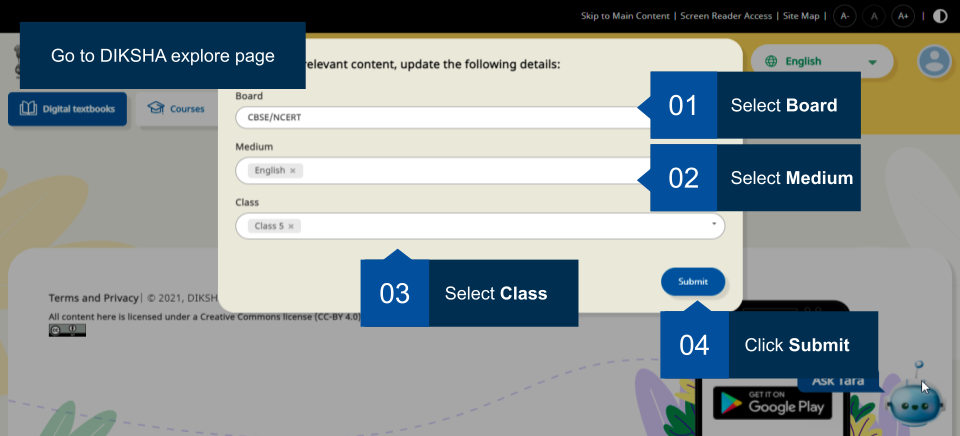 Skip to Main Content | Screen Reader Access | Site Map | A- A A+ |
Go to DIKSHA explore page
relevant content, update the following details:
English
Digital textbooks
Courses
Board
CBSE/NCERT
01 Select Board
Medium
English ×
02 Select Medium
Class
Class 5 ×
03 Select Class
Submit
04 Click Submit
Terms and Privacy| © 2021, DIKSH
All content here is licensed under a Creative Commons license (CC-BY 4.0)
Ask Tara
GET IT ON
Google Play